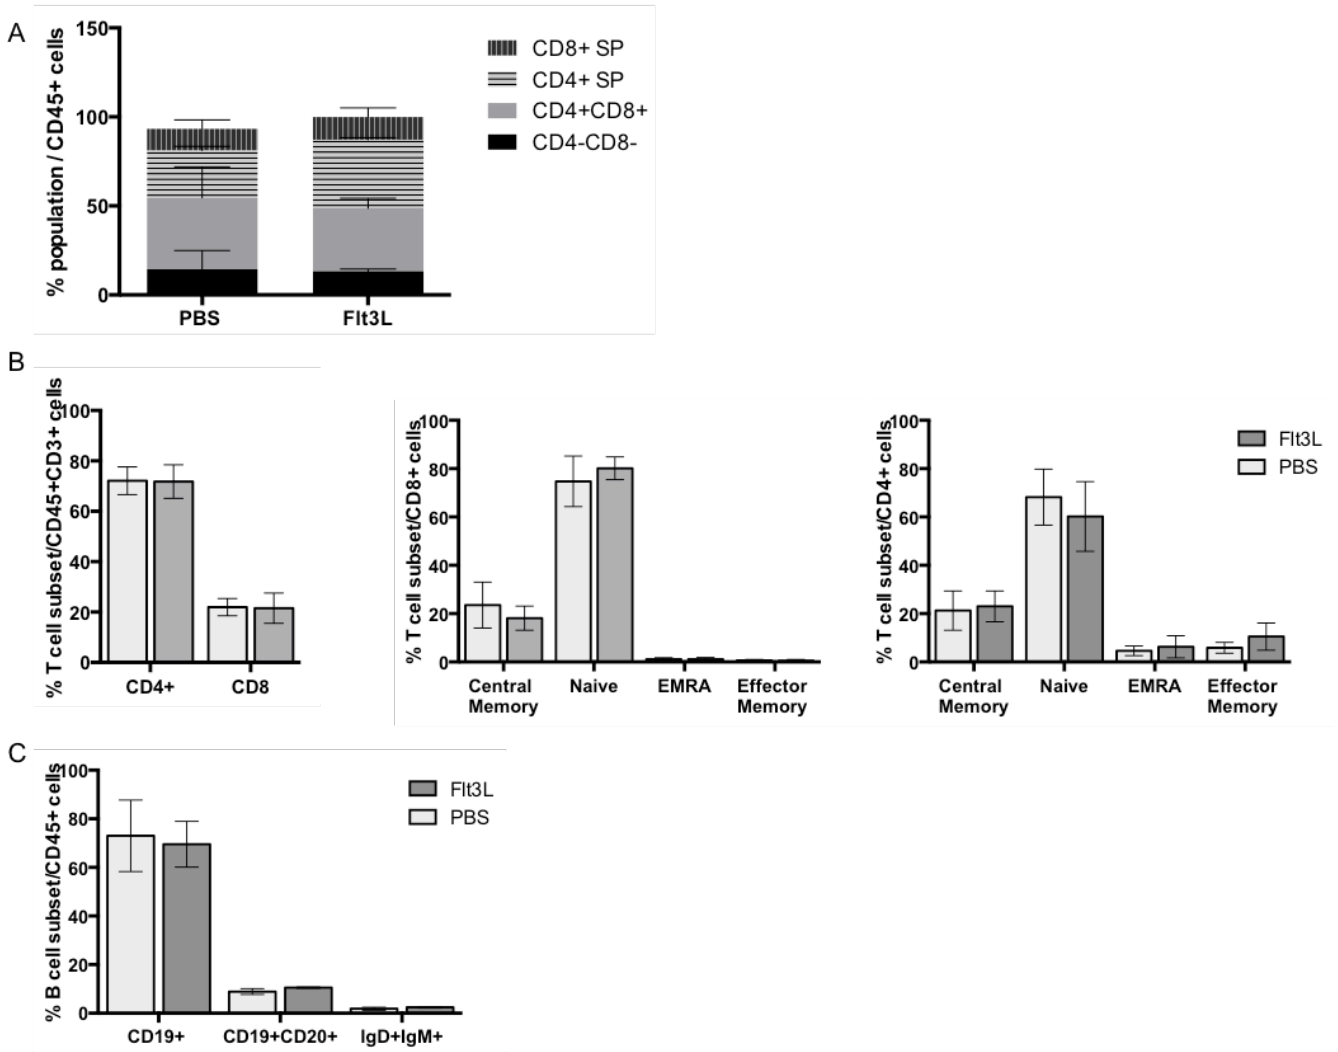 A
% population / CD45+ cells
150
100
50
0
PBS
Flt3L
CD8+ SP
CD4+ SP
CD4+CD8+
CD4-CD8-
B
% T cell subset/CD45+CD3+ cells
100
80
60
40
20
0
CD4+
CD8
% T cell subset/CD8+ cells
100
80
60
40
20
0
Central
Memory
Naive
EMRA
Effector
Memory
% T cell subset/CD4+ cells
100
80
60
40
20
0
Central
Memory
Naive
EMRA
Effector
Memory
Flt3L
PBS
C
% B cell subset/CD45+ cells
100
80
60
40
20
0
CD19+
CD19+CD20+
IgD+IgM+
Flt3L
PBS